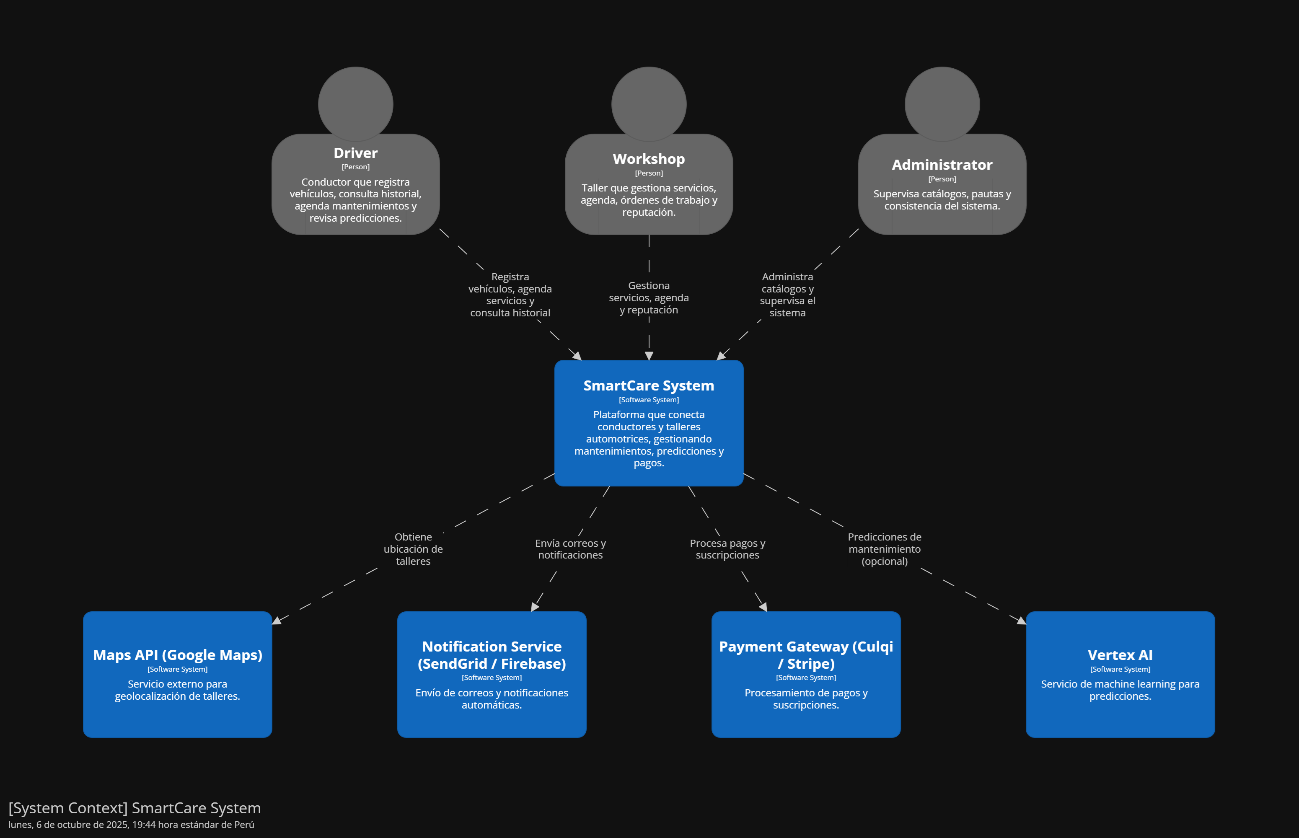 Driver
[Person]
Conductor que registra
vehículos, consulta historial,
agenda mantenimientos y
revisa predicciones.
Workshop
[Person]
Taller que gestiona servicios,
agenda, órdenes de trabajo y
reputación.
Administrator
[Person]
Supervisa catálogos, pautas y
consistencia del sistema.
Registra
vehículos, agenda
servicios y
consulta historial
Gestiona
servicios, agenda
y reputación
Administra
catálogos y
supervisa el
sistema
SmartCare System
[Software System]
Plataforma que conecta
conductores y talleres
automotrices, gestionando
mantenimientos, predicciones y
pagos.
Obtiene
ubicación de
talleres
Envía correos y
notificaciones
Procesa pagos y
suscripciones
Predicciones de
mantenimiento
(opcional)
Maps API (Google Maps)
[Software System]
Servicio externo para
geolocalización de talleres.
Notification Service
(SendGrid / Firebase)
[Software System]
Envío de correos y notificaciones
automáticas.
Payment Gateway (Culqi
/ Stripe)
[Software System]
Procesamiento de pagos y
suscripciones.
Vertex AI
[Software System]
Servicio de machine learning para
predicciones.
[System Context] SmartCare System
lunes, 6 de octubre de 2025, 19:44 hora estándar de Perú